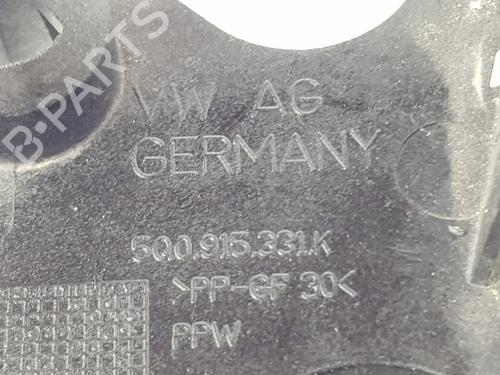 B-PARTS
VW AG
GERMANY
5Q0.915.331.K
>PP-GF 30<
PPW